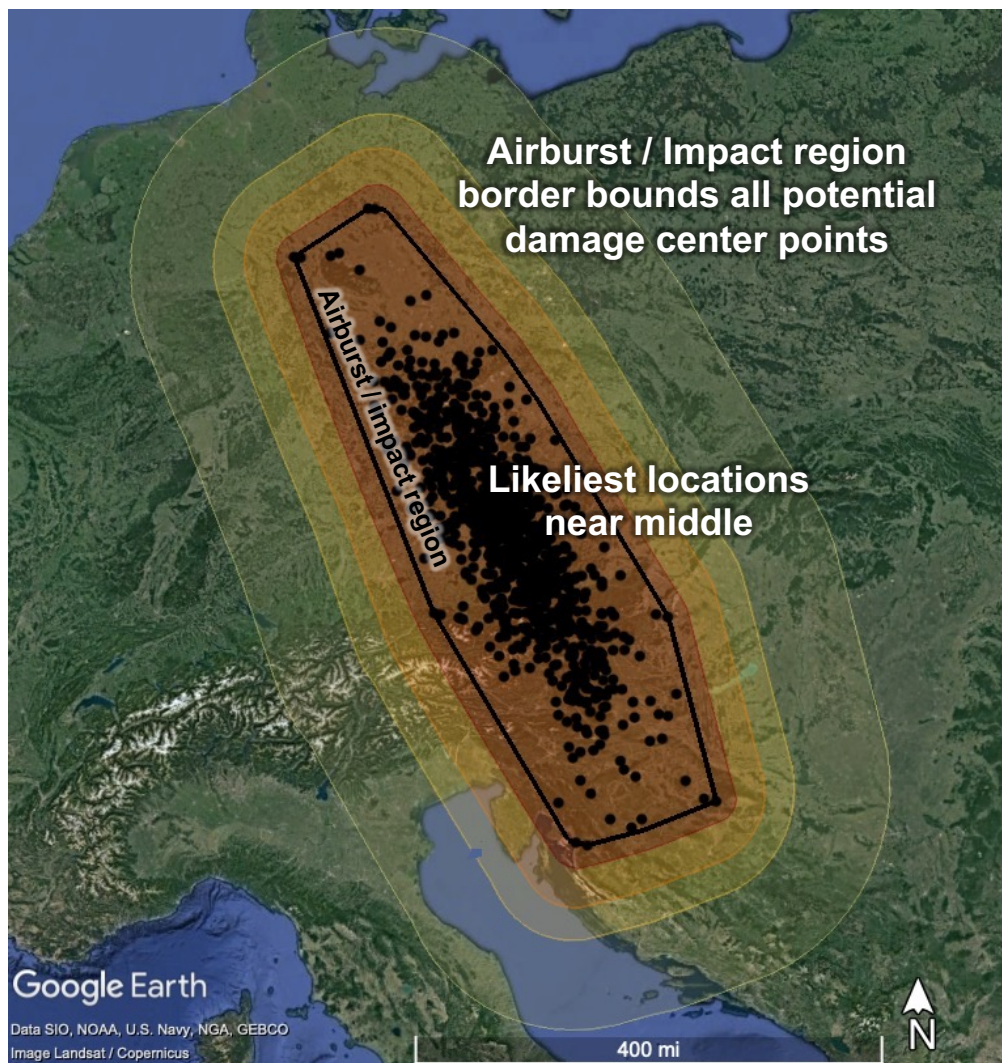 Airburst / Impact region
border bounds all potential
damage center points
Airburst / impact region
Likeliest locations
near middle
Google Earth
Data SIO, NOAA, U.S. Navy, NGA, GEBCO
Image Landsat / Copernicus
400 mi
N